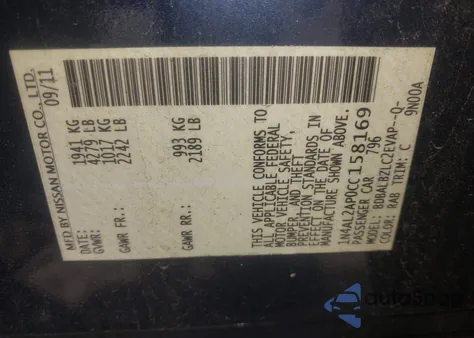 MFD BY NISSAN MOTOR CO., LTD.
09/11
1941 KG
GVWR: 4279 LB
1017 KG
GAWR FR: 2242 LB
993 KG
GAWR RR: 2189 LB
THIS VEHICLE CONFORMS TO
ALL APPLICABLE FEDERAL
MOTOR VEHICLE SAFETY,
BUMPER, AND THEFT
PREVENTION STANDARDS IN
EFFECT ON THE DATE OF
MANUFACTURE SHOWN ABOVE.
1N4AL2AP0CC158169
PASSENGER CAR 796
MODEL: BDBALBZLC2EVAP--Q-
COLOR: RAB TRIM: C 9N00A